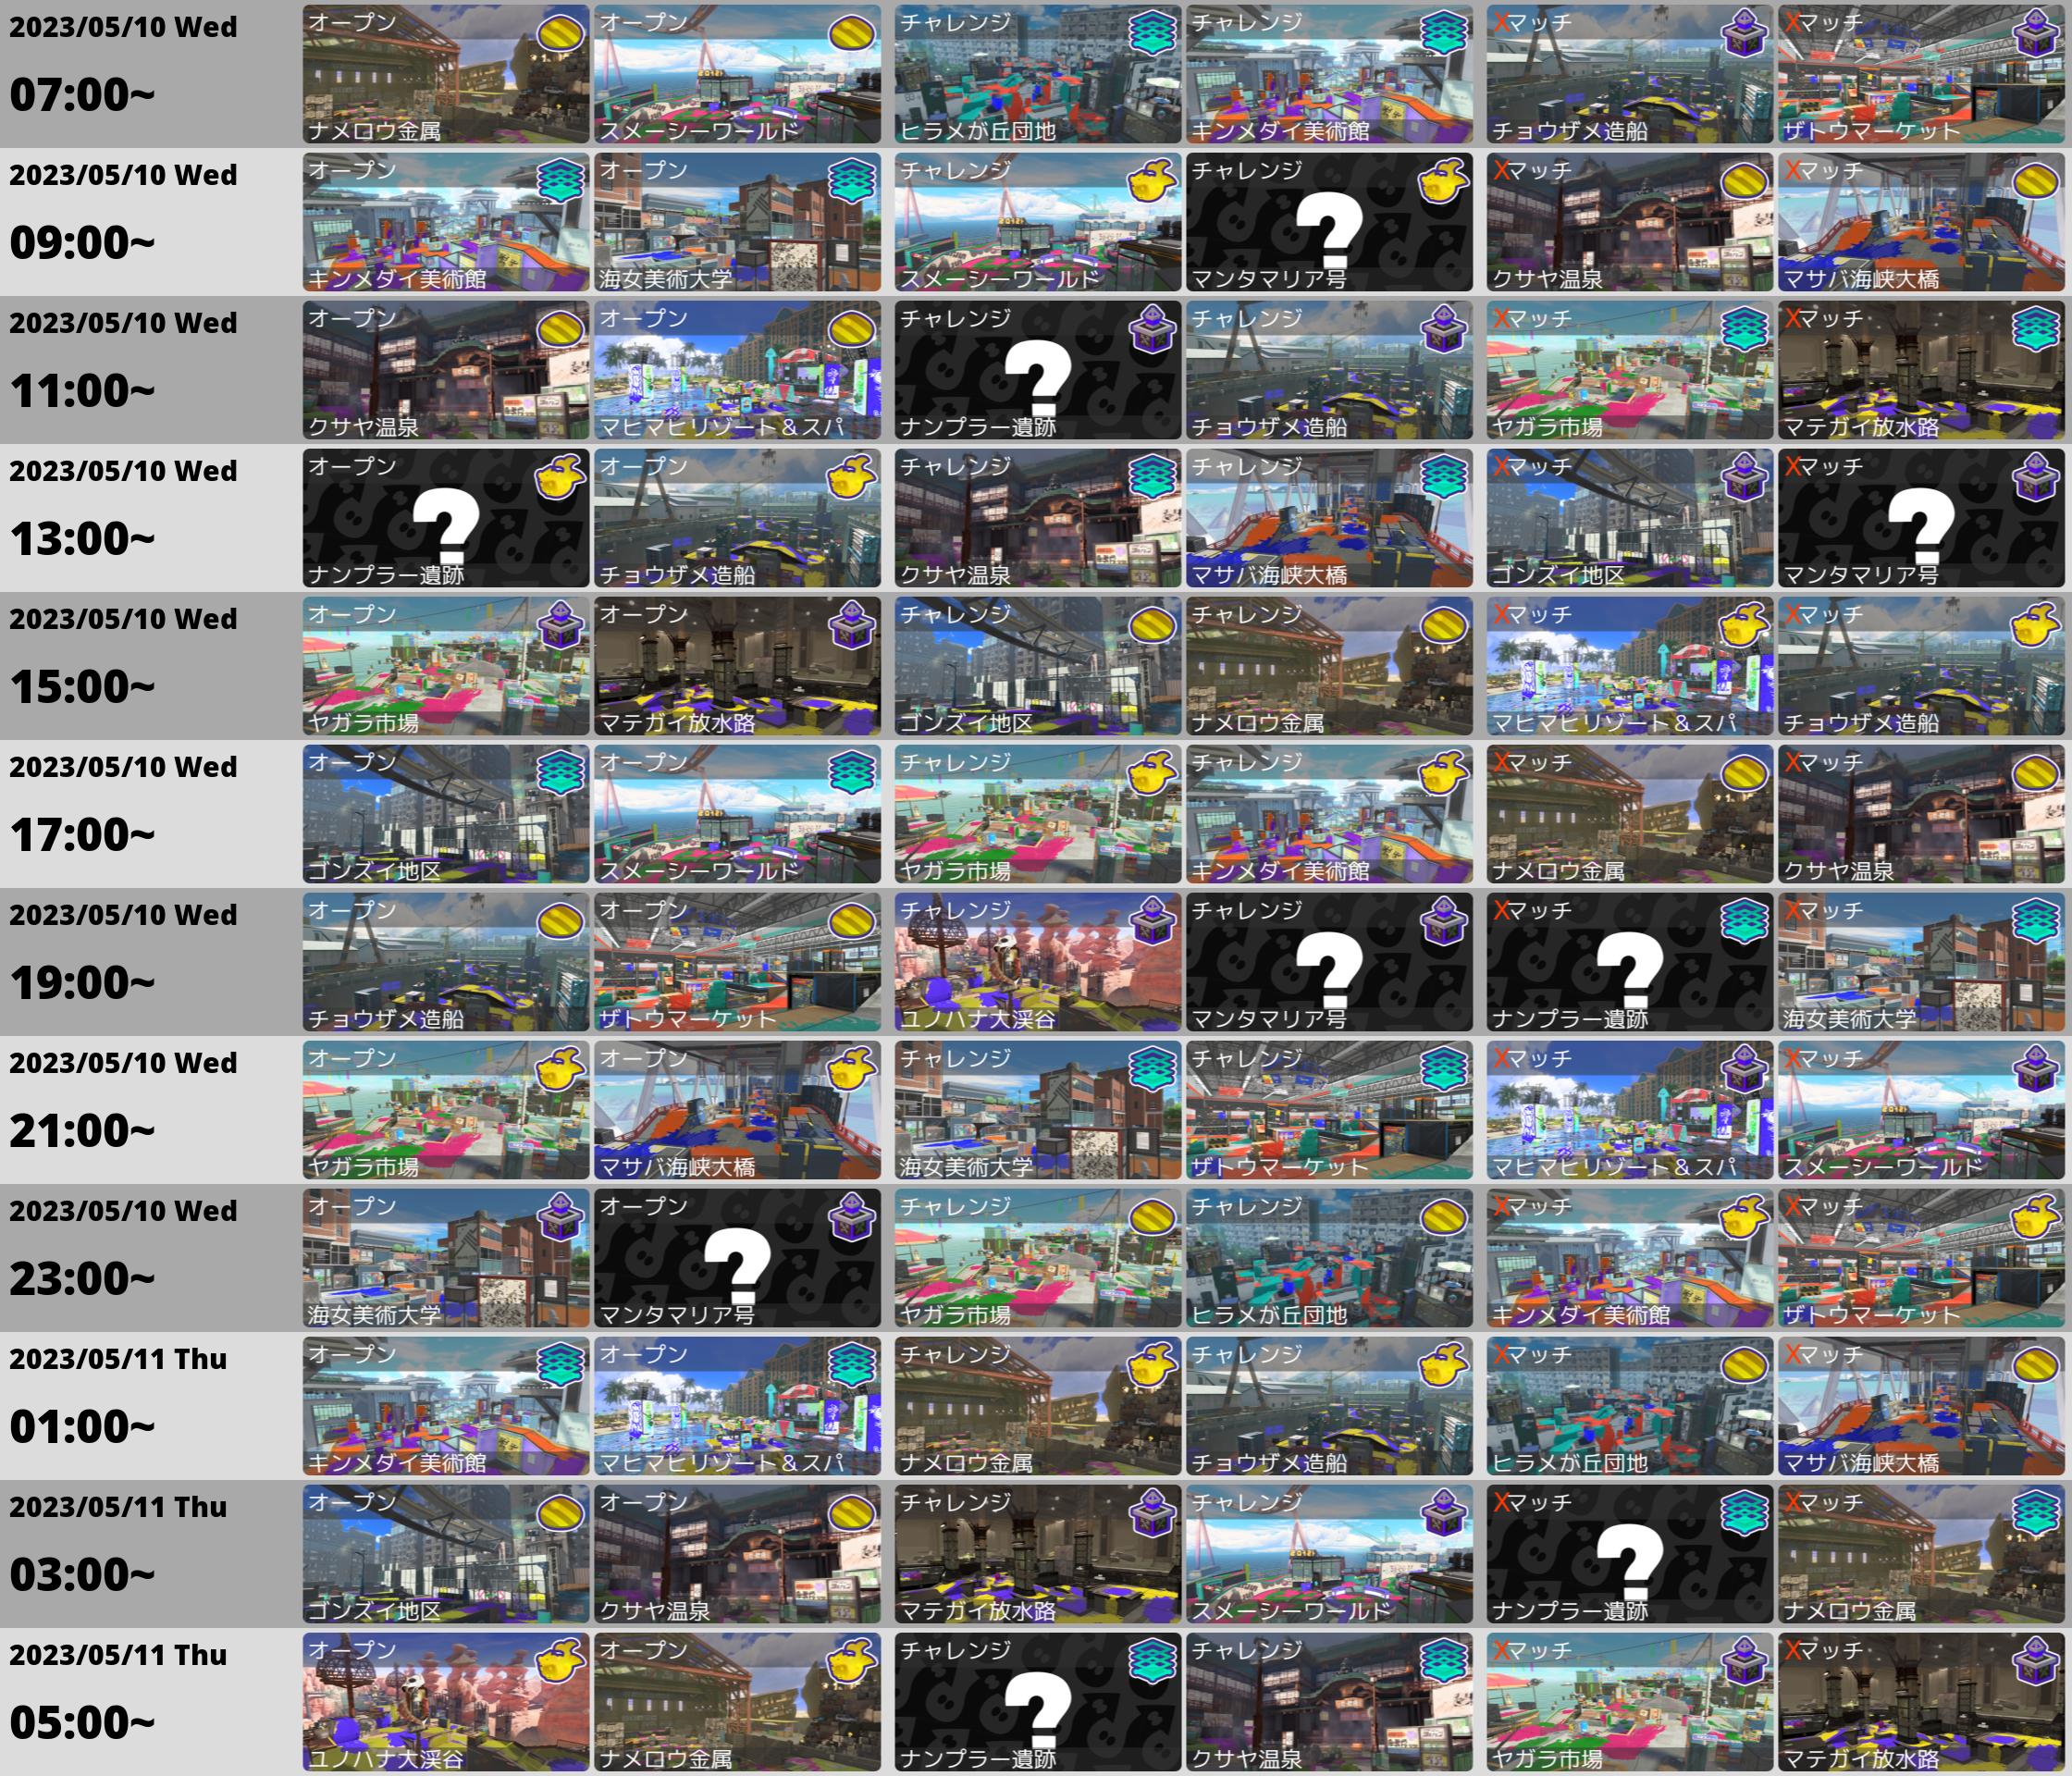 2023/05/10 Wed
07:00~
オープン オープン チャレンジ チャレンジ Xマッチ Xマッチ
ナメロウ金属 スメーシーワールド ヒラメが丘団地 キンメダイ美術館 チョウザメ造船 ザトウマーケット
2023/05/10 Wed
09:00~
オープン オープン チャレンジ チャレンジ Xマッチ Xマッチ
?
キンメダイ美術館 海女美術大学 スメーシーワールド マンタマリア号 クサヤ温泉 マサバ海峡大橋
2023/05/10 Wed
11:00~
オープン オープン チャレンジ チャレンジ Xマッチ Xマッチ
?
クサヤ温泉 マヒマヒリゾート&スパ ナンプラー遺跡 チョウザメ造船 ヤガラ市場 マテガイ放水路
2023/05/10 Wed
13:00~
オープン オープン チャレンジ チャレンジ Xマッチ Xマッチ
? ?
ナンプラー遺跡 チョウザメ造船 クサヤ温泉 マサバ海峡大橋 ゴンズイ地区 マンタマリア号
2023/05/10 Wed
15:00~
オープン オープン チャレンジ チャレンジ Xマッチ Xマッチ
ヤガラ市場 マテガイ放水路 ゴンズイ地区 ナメロウ金属 マヒマヒリゾート&スパ チョウザメ造船
2023/05/10 Wed
17:00~
オープン オープン チャレンジ チャレンジ Xマッチ Xマッチ
ゴンズイ地区 スメーシーワールド ヤガラ市場 キンメダイ美術館 ナメロウ金属 クサヤ温泉
2023/05/10 Wed
19:00~
オープン オープン チャレンジ チャレンジ Xマッチ Xマッチ
? ?
チョウザメ造船 ザトウマーケット ユノハナ大渓谷 マンタマリア号 ナンプラー遺跡 海女美術大学
2023/05/10 Wed
21:00~
オープン オープン チャレンジ チャレンジ Xマッチ Xマッチ
ヤガラ市場 マサバ海峡大橋 海女美術大学 ザトウマーケット マヒマヒリゾート&スパ スメーシーワールド
2023/05/10 Wed
23:00~
オープン オープン チャレンジ チャレンジ Xマッチ Xマッチ
?
海女美術大学 マンタマリア号 ヤガラ市場 ヒラメが丘団地 キンメダイ美術館 ザトウマーケット
2023/05/11 Thu
01:00~
オープン オープン チャレンジ チャレンジ Xマッチ Xマッチ
キンメダイ美術館 マヒマヒリゾート&スパ ナメロウ金属 チョウザメ造船 ヒラメが丘団地 マサバ海峡大橋
2023/05/11 Thu
03:00~
オープン オープン チャレンジ チャレンジ Xマッチ Xマッチ
?
ゴンズイ地区 クサヤ温泉 マテガイ放水路 スメーシーワールド ナンプラー遺跡 ナメロウ金属
2023/05/11 Thu
05:00~
オープン オープン チャレンジ チャレンジ Xマッチ Xマッチ
?
ユノハナ大渓谷 ナメロウ金属 ナンプラー遺跡 クサヤ温泉 ヤガラ市場 マテガイ放水路